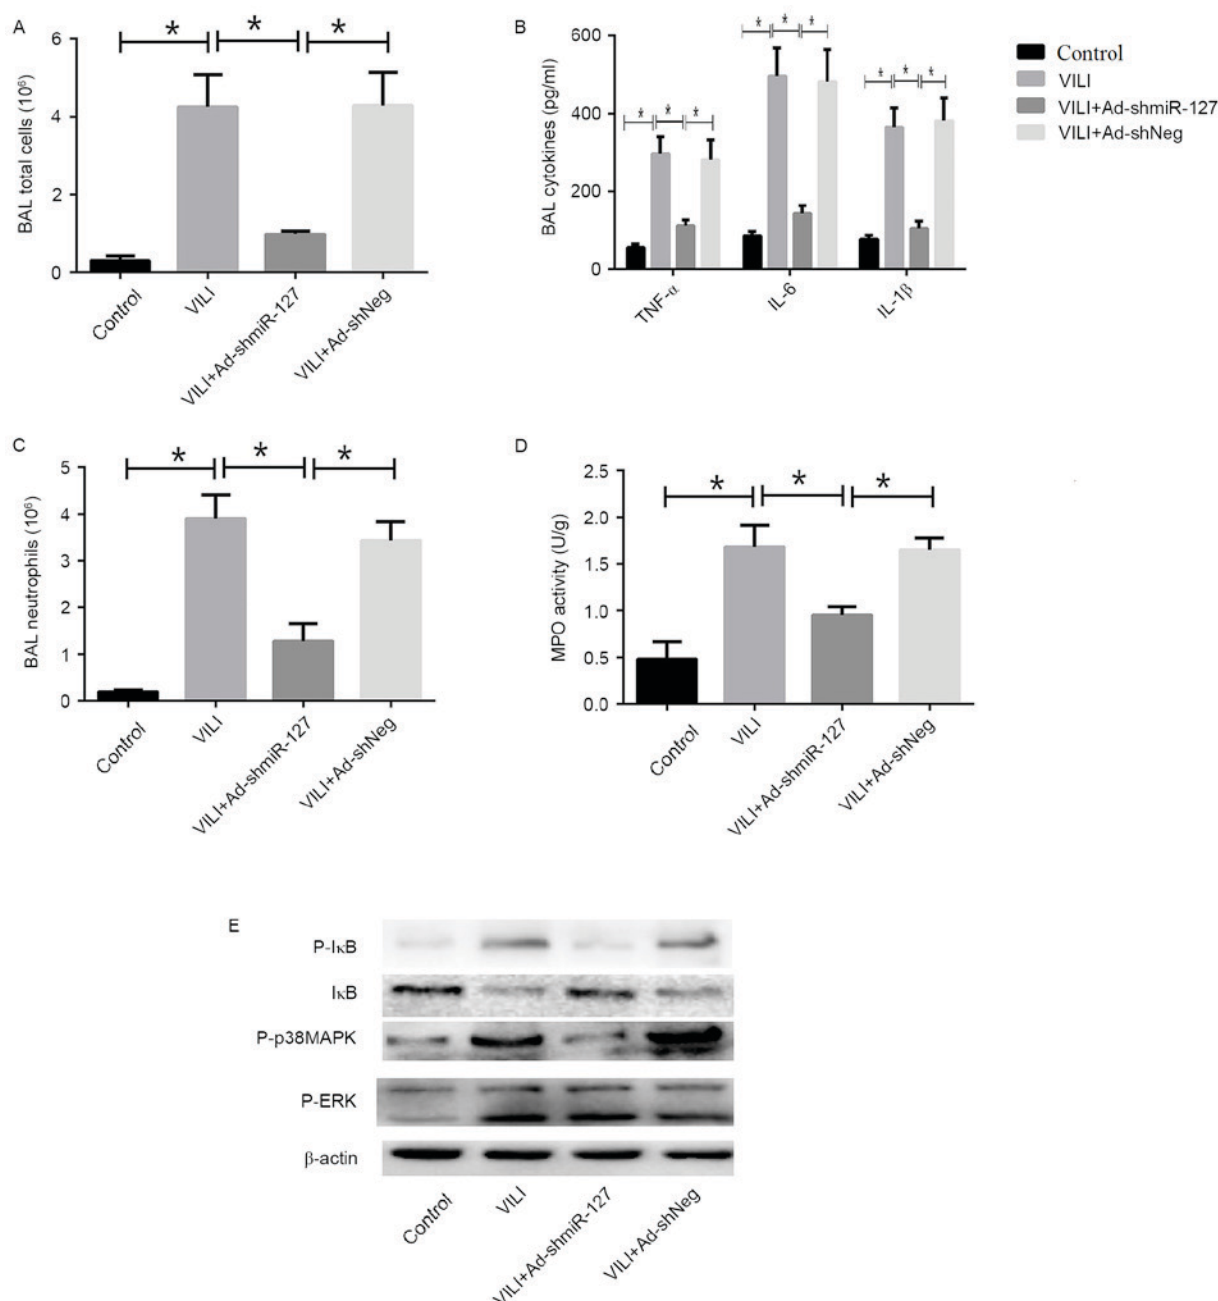 A
BAL total cells (10⁶)
6
4
2
0
* * *
Control
VILI
VILI+Ad-shmiR-127
VILI+Ad-shNeg
B
BAL cytokines (pg/ml)
600
400
200
0
* * * * * * * * *
TNF-α
IL-6
IL-1β
Control
VILI
VILI+Ad-shmiR-127
VILI+Ad-shNeg
C
BAL neutrophils (10⁶)
5
4
3
2
1
0
* * *
Control
VILI
VILI+Ad-shmiR-127
VILI+Ad-shNeg
D
MPO activity (U/g)
2.5
2.0
1.5
1.0
0.5
0.0
* * *
Control
VILI
VILI+Ad-shmiR-127
VILI+Ad-shNeg
E
P-IκB
IκB
P-p38MAPK
P-ERK
β-actin
Control
VILI
VILI+Ad-shmiR-127
VILI+Ad-shNeg